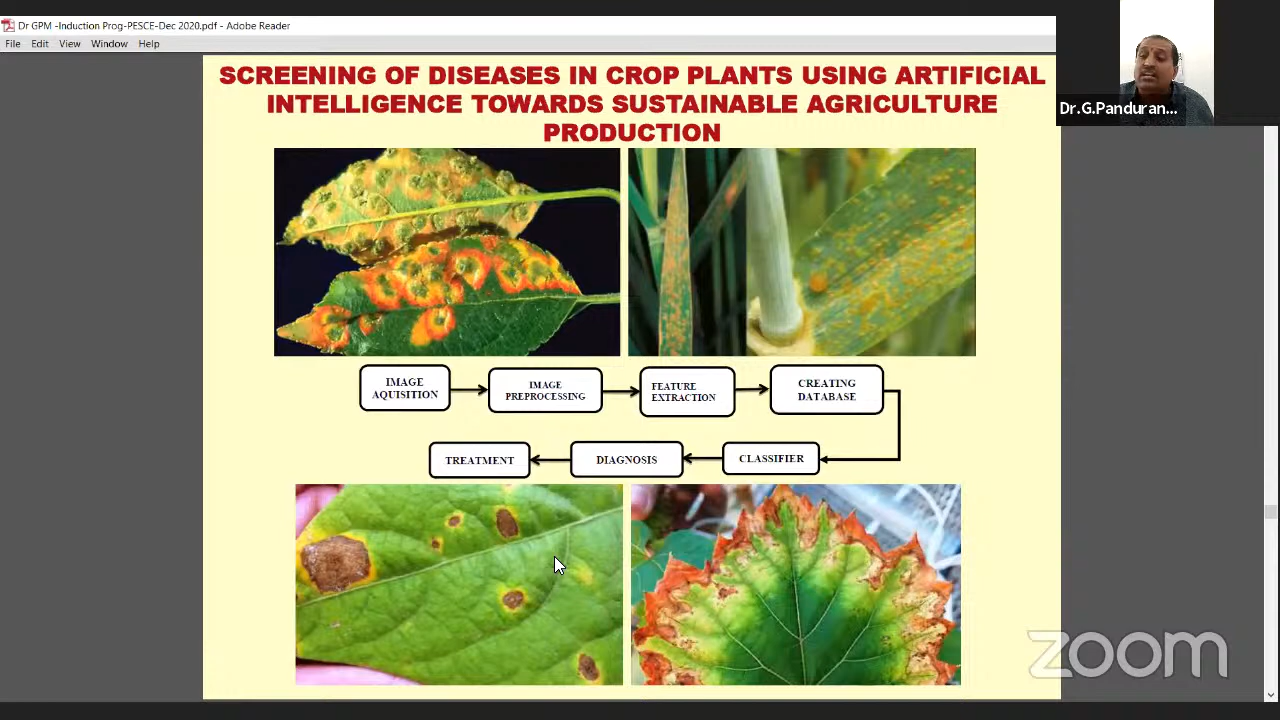 Dr GPM -Induction Prog-PESCE-Dec 2020.pdf - Adobe Reader
File Edit View Window Help
Dr.G.Panduran...
SCREENING OF DISEASES IN CROP PLANTS USING ARTIFICIAL
INTELLIGENCE TOWARDS SUSTAINABLE AGRICULTURE
PRODUCTION
IMAGE
AQUISITION
IMAGE
PREPROCESSING
FEATURE
EXTRACTION
CREATING
DATABASE
TREATMENT
DIAGNOSIS
CLASSIFIER
zoom